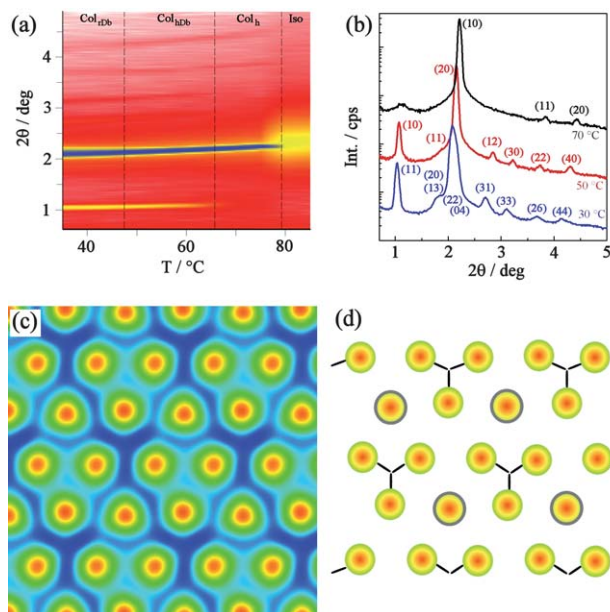 (a)
Col_rDb Col_hDb Col_h Iso
4
3
2
1
2θ / deg
40 60 80
T / °C
(b)
(10)
(20)
(11) (20)
70 °C
(10)
(11)
(12)
(30)
(22)
(40)
50 °C
(11)
(20)
(13)
(22)
(04)
(31)
(33)
(26)
(44)
30 °C
Int. / cps
1 2 3 4 5
2θ / deg
(c)
(d)